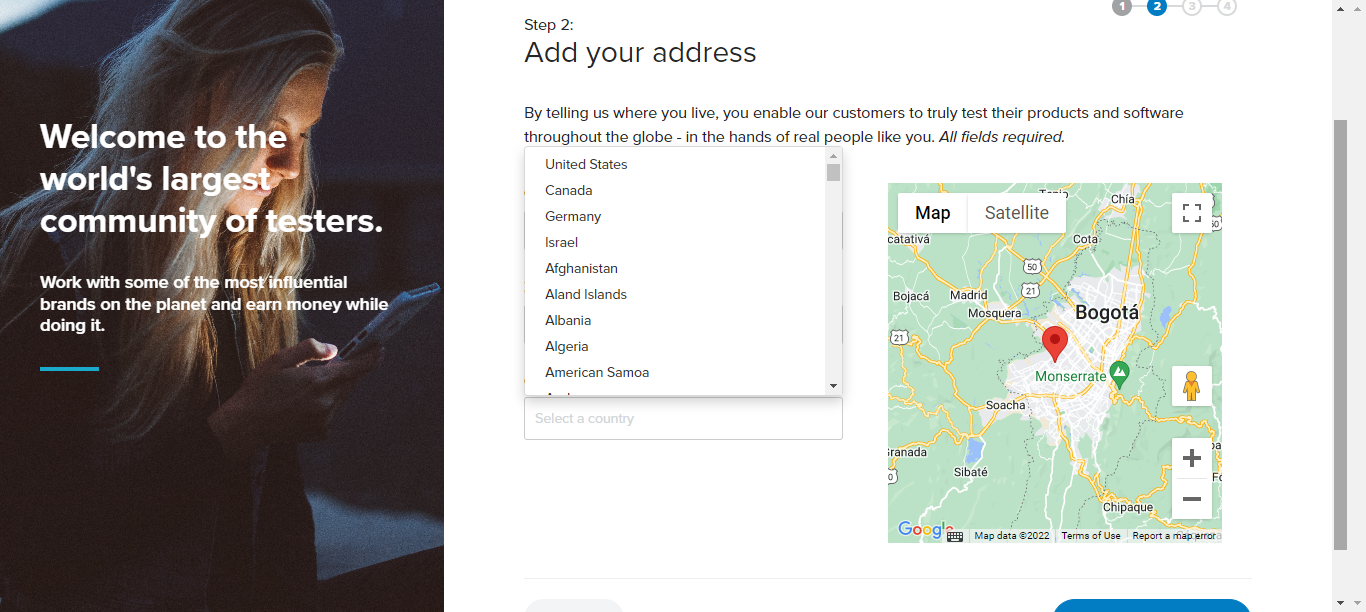 Welcome to the
world's largest
community of testers.
Work with some of the most influential
brands on the planet and earn money while
doing it.
1 2 3 4
Step 2:
Add your address
By telling us where you live, you enable our customers to truly test their products and software
throughout the globe - in the hands of real people like you. All fields required.
United States
Canada
Germany
Israel
Afghanistan
Aland Islands
Albania
Algeria
American Samoa
Select a country
Map Satellite
Chía
Cota
50
50
21
Bojacá
Madrid
Mosquera
Bogotá
21
Monserrate
Soacha
Sibaté
Chipaque
Google
Map data ©2022 Terms of Use Report a map error